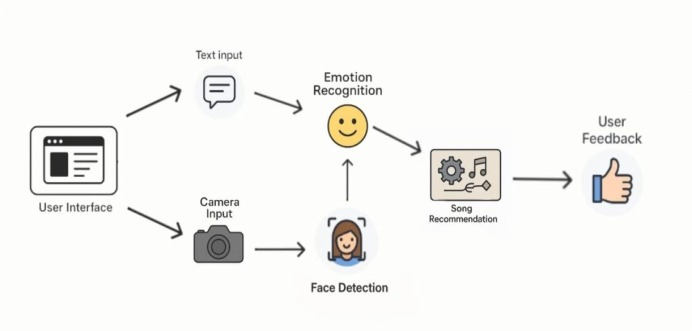 Text input
Emotion
Recognition
User
Feedback
User Interface
Camera
Input
Song
Recommendation
Face Detection